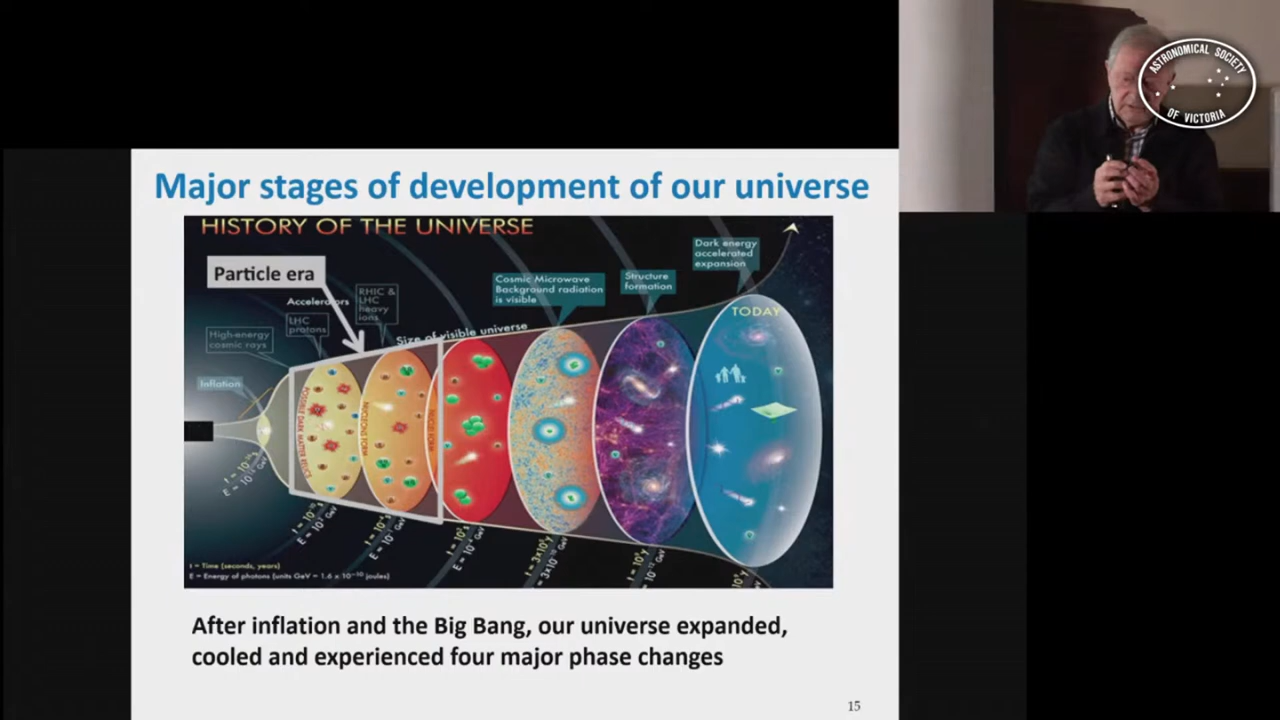 ASTRONOMICAL SOCIETY
OF VICTORIA
Major stages of development of our universe
HISTORY OF THE UNIVERSE
Particle era
Accelerators
RHIC &
LHC
heavy
ions
LHC
protons
High-energy
cosmic rays
Inflation
Size of visible universe
Cosmic Microwave
Background radiation
is visible
Structure
formation
Dark energy
accelerated
expansion
TODAY
POSSIBLE DARK MATTER RELICS
t = Time (seconds, years)
E = Energy of photons (units GeV = 1.6 × 10⁻¹⁰ joules)
After inflation and the Big Bang, our universe expanded,
cooled and experienced four major phase changes
15